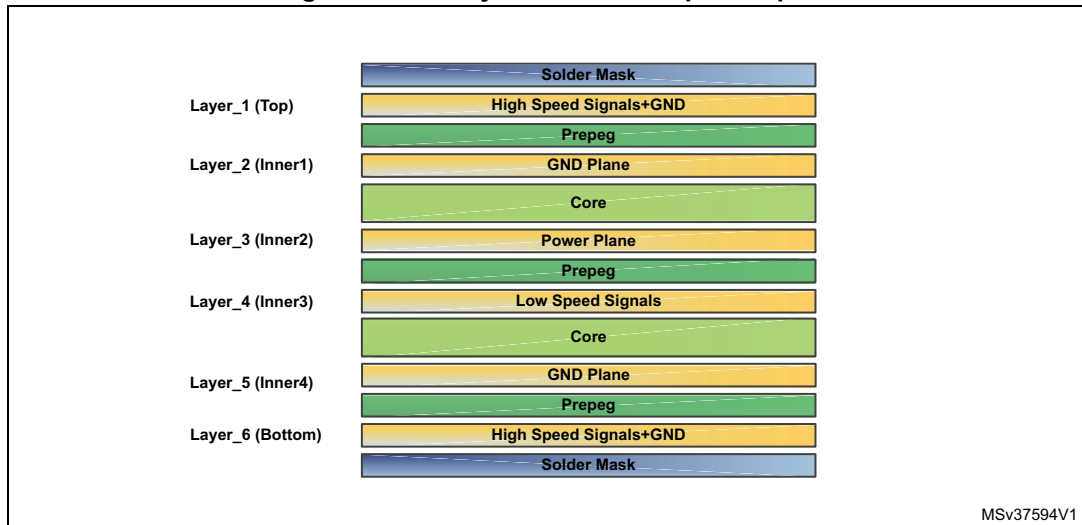 Solder Mask
Layer_1 (Top) High Speed Signals+GND
Prepeg
Layer_2 (Inner1) GND Plane
Core
Layer_3 (Inner2) Power Plane
Prepeg
Layer_4 (Inner3) Low Speed Signals
Core
Layer_5 (Inner4) GND Plane
Prepeg
Layer_6 (Bottom) High Speed Signals+GND
Solder Mask
MSv37594V1